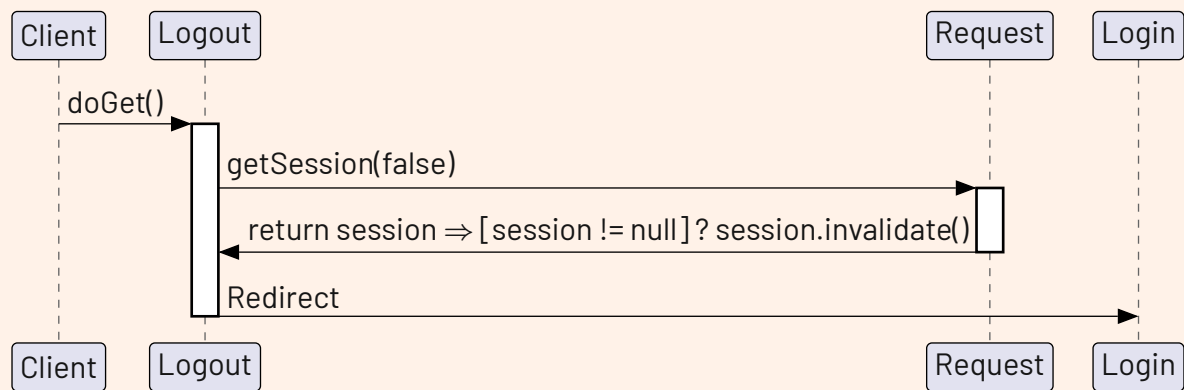 Client Logout Request Login
doGet()
getSession(false)
return session ⇒ [session != null] ? session.invalidate()
Redirect
Client Logout Request Login